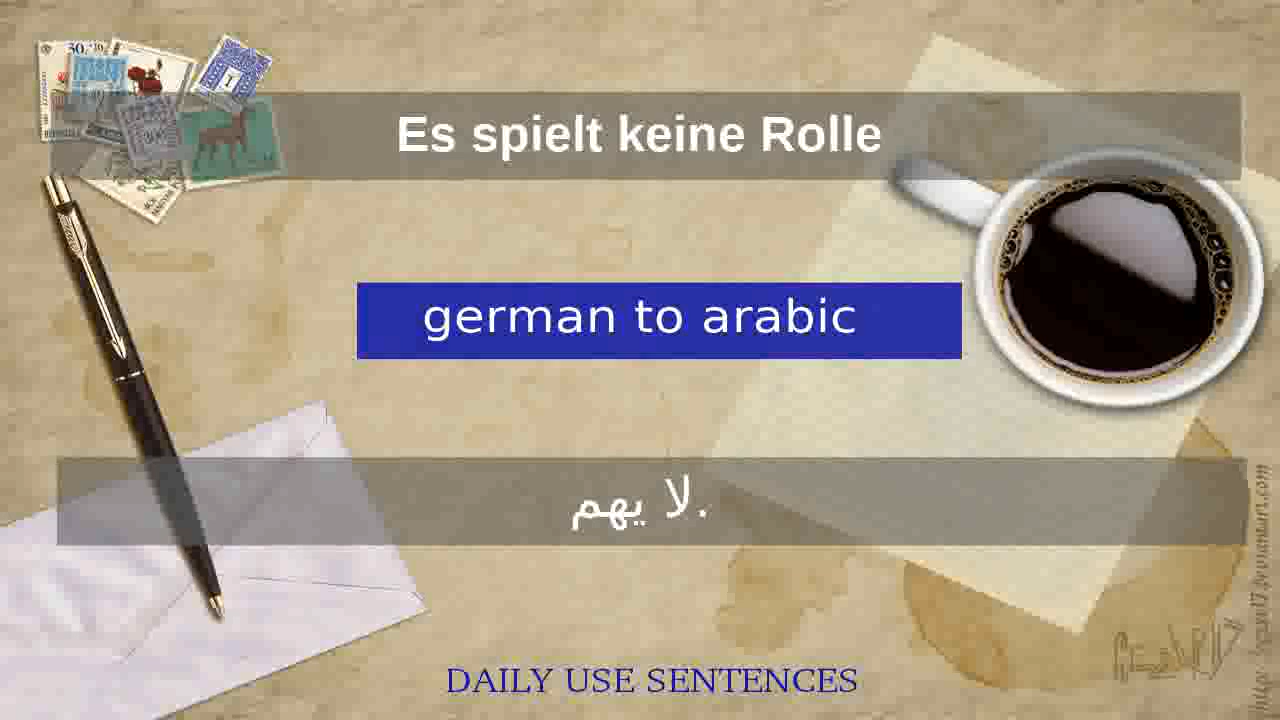 Es spielt keine Rolle
german to arabic
لا يهم.
DAILY USE SENTENCES